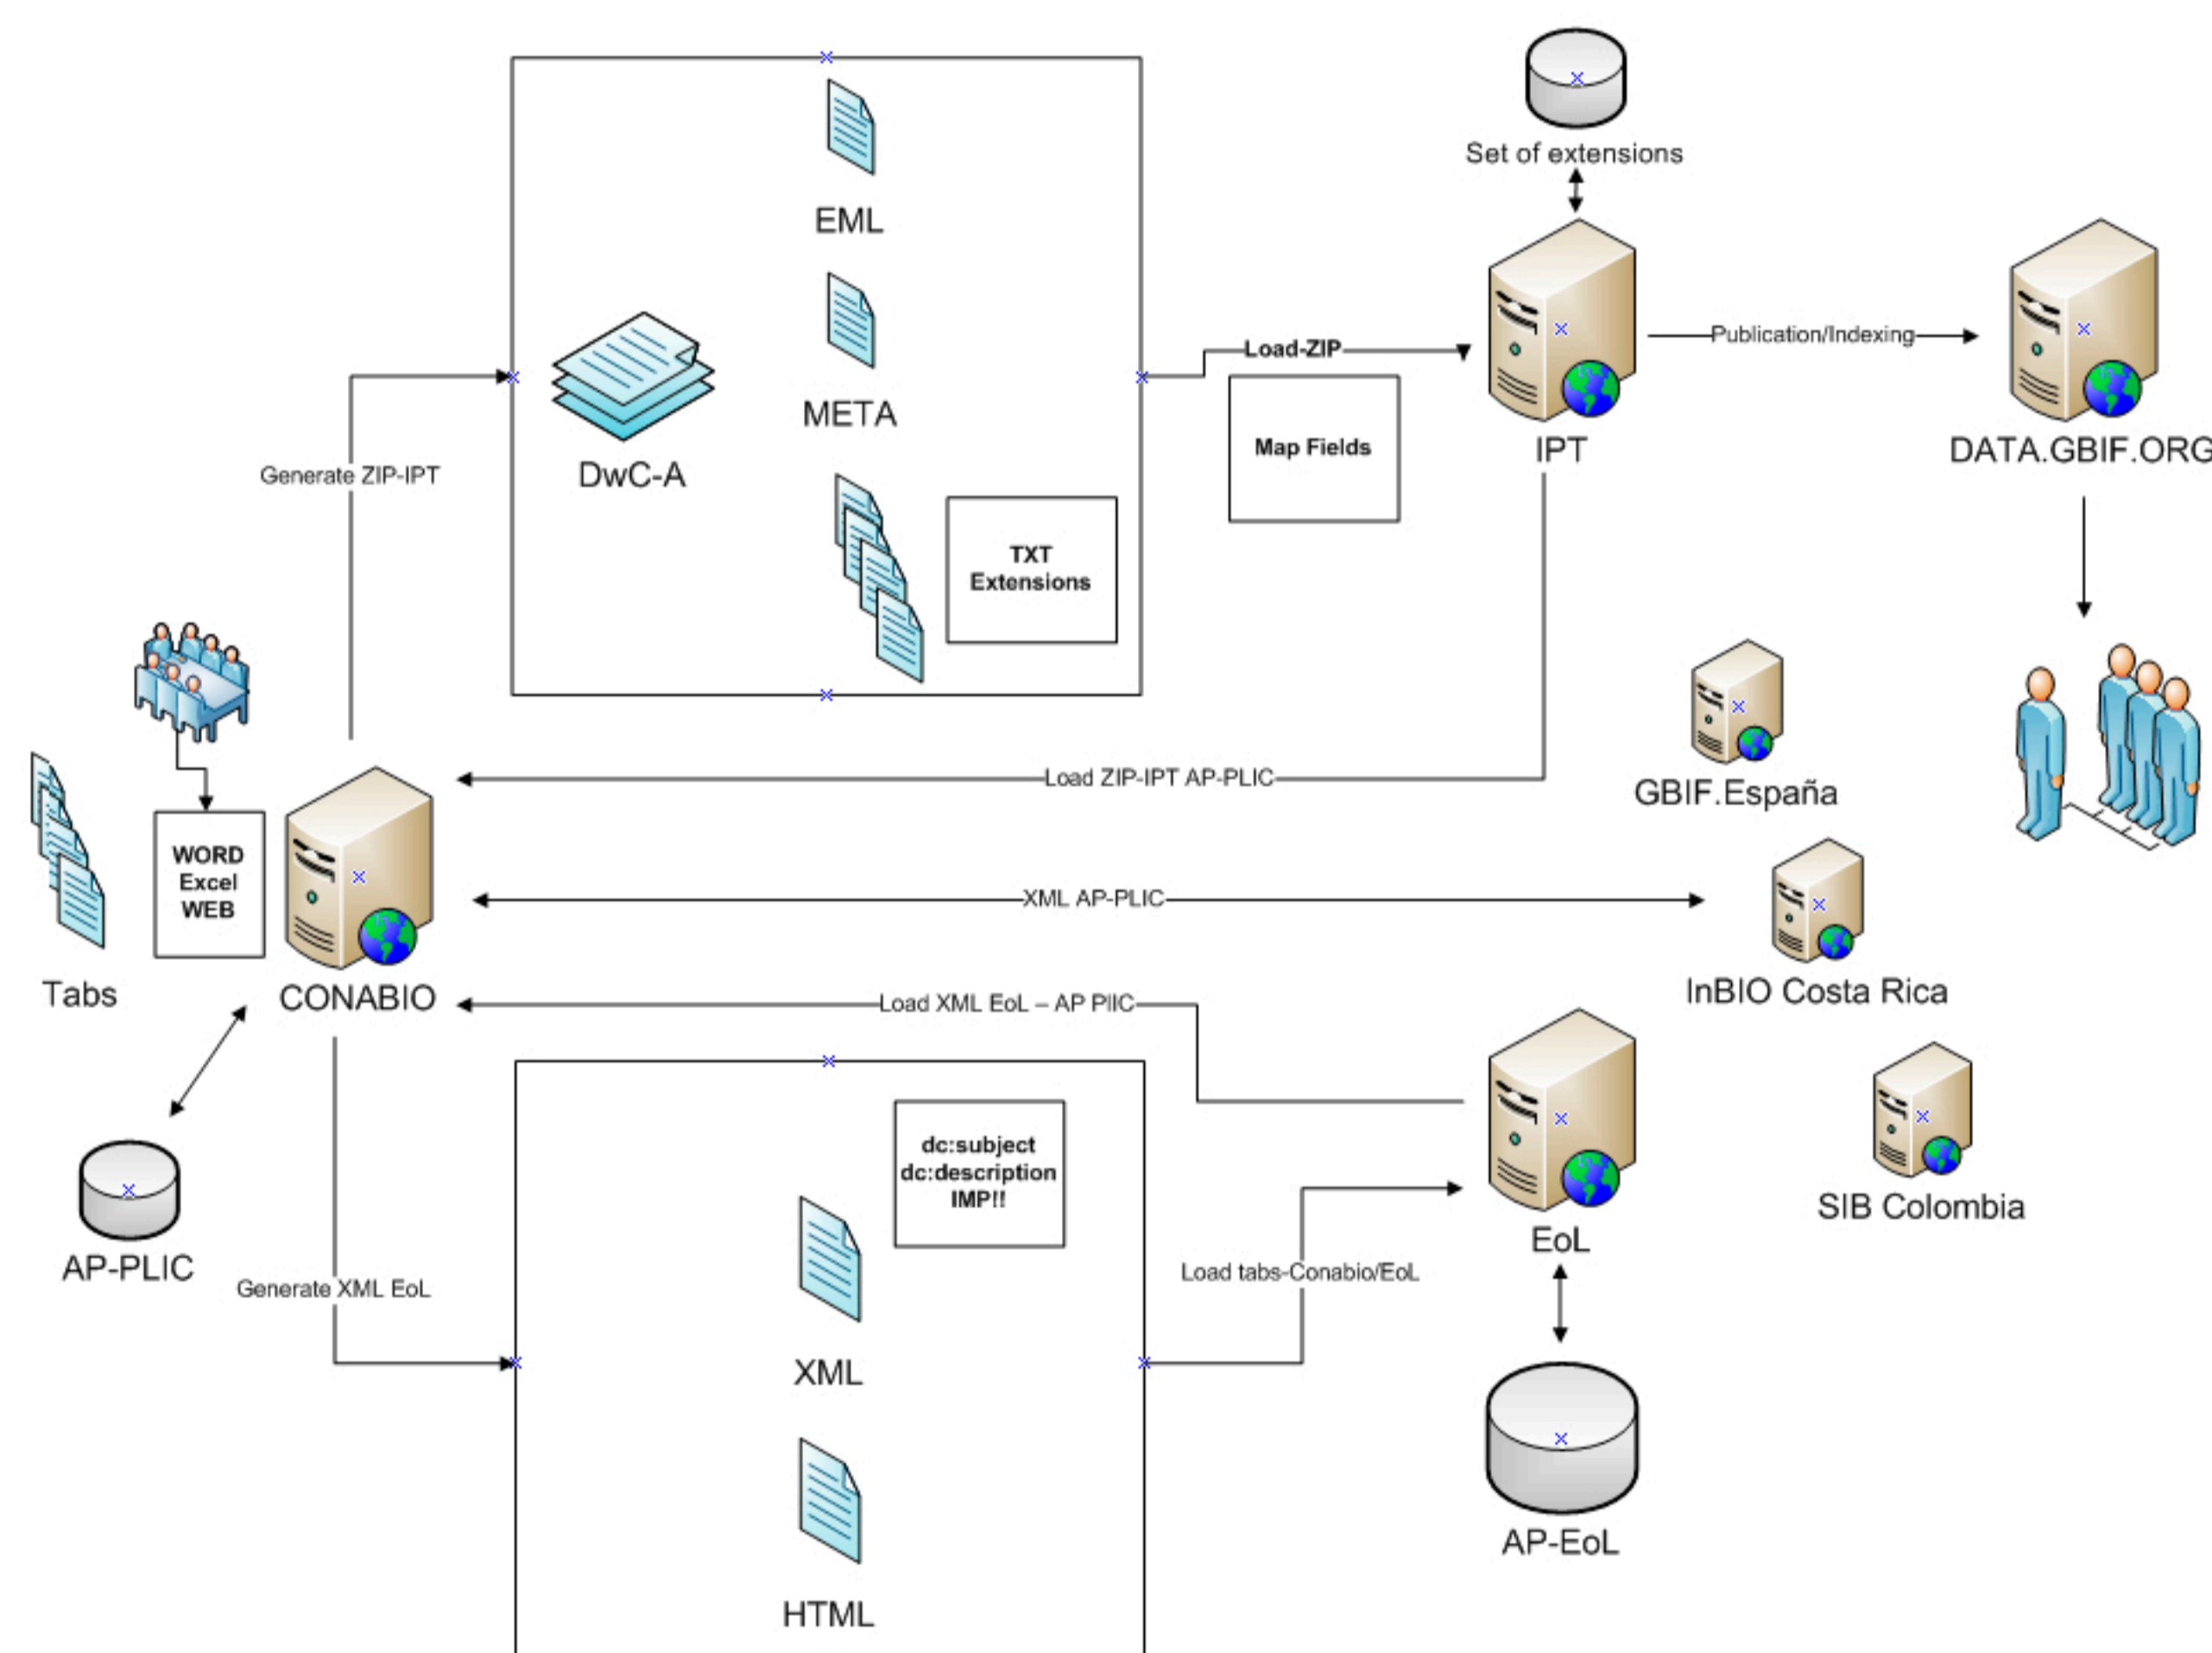 Set of extensions
EML
META
DwC-A
Generate ZIP-IPT
TXT
Extensions
Load-ZIP
Map Fields
IPT
Publication/Indexing
DATA.GBIF.ORG
Load ZIP-IPT AP-PLIC
GBIF.España
WORD
Excel
WEB
Tabs
CONABIO
XML AP-PLIC
InBIO Costa Rica
Load XML EoL – AP PlIC
dc:subject
dc:description
IMP!!
SIB Colombia
EoL
AP-PLIC
Generate XML EoL
Load tabs-Conabio/EoL
XML
AP-EoL
HTML